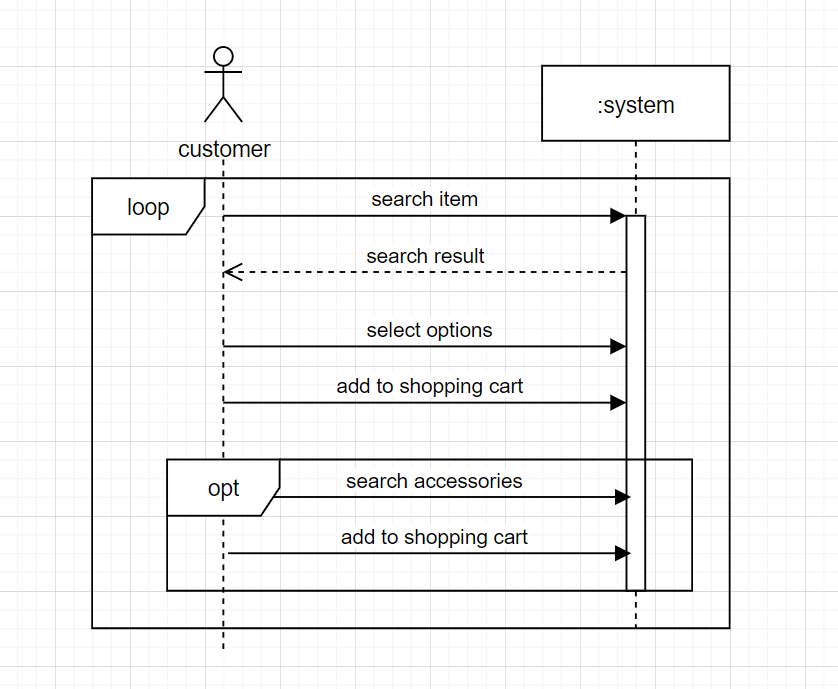 :system
customer
loop
search item
search result
select options
add to shopping cart
opt
search accessories
add to shopping cart